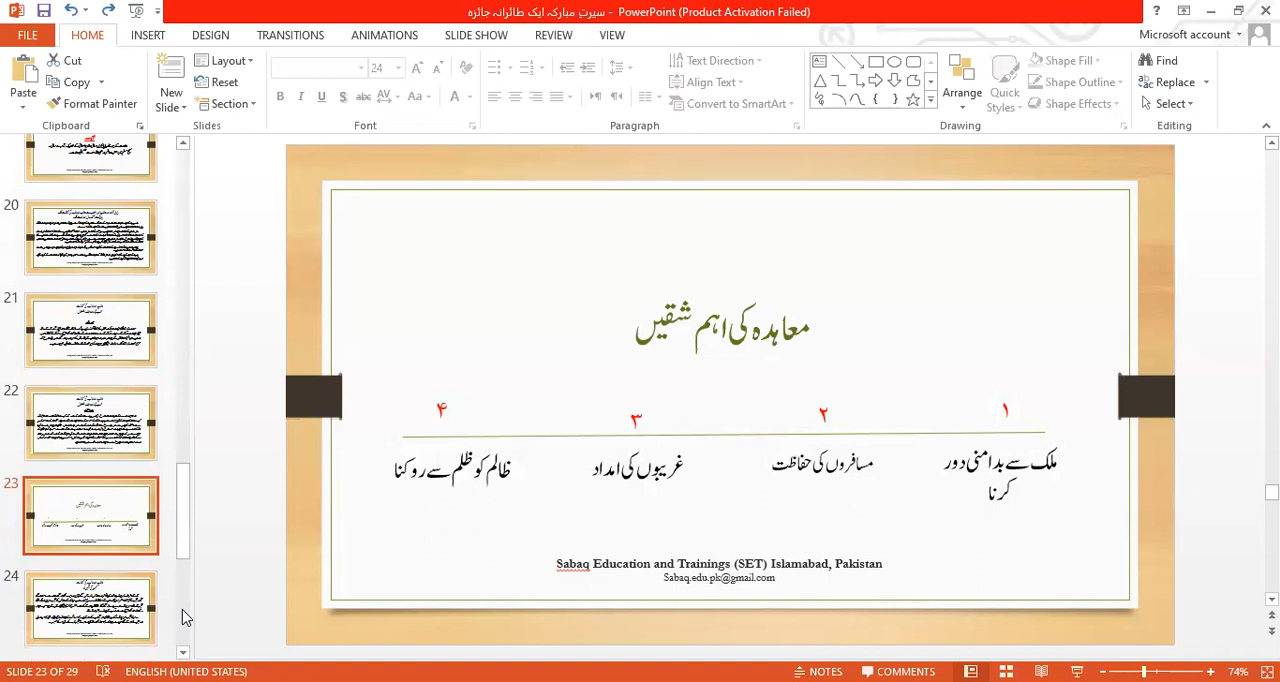 سیرتِ مبارکہ ایک طائرانہ جائزہ - PowerPoint (Product Activation Failed)
FILE HOME INSERT DESIGN TRANSITIONS ANIMATIONS SLIDE SHOW REVIEW VIEW Microsoft account
Paste
Cut
Copy
Format Painter
Clipboard
New Slide
Layout
Reset
Section
Slides
24
B I U S abc AV Aa A
Font
Text Direction
Align Text
Convert to SmartArt
Paragraph
Arrange
Quick Styles
Shape Fill
Shape Outline
Shape Effects
Drawing
Find
Replace
Select
Editing
20
21
22
23
24
معاہدہ کی اہم شقیں
۱
ملک سے بدامنی دور
کرنا
۲
مسافروں کی حفاظت
۳
غریبوں کی امداد
۴
ظالم کو ظلم سے روکنا
Sabaq Education and Trainings (SET) Islamabad, Pakistan
Sabaq.edu.pk@gmail.com
SLIDE 23 OF 29 ENGLISH (UNITED STATES) NOTES COMMENTS 74%